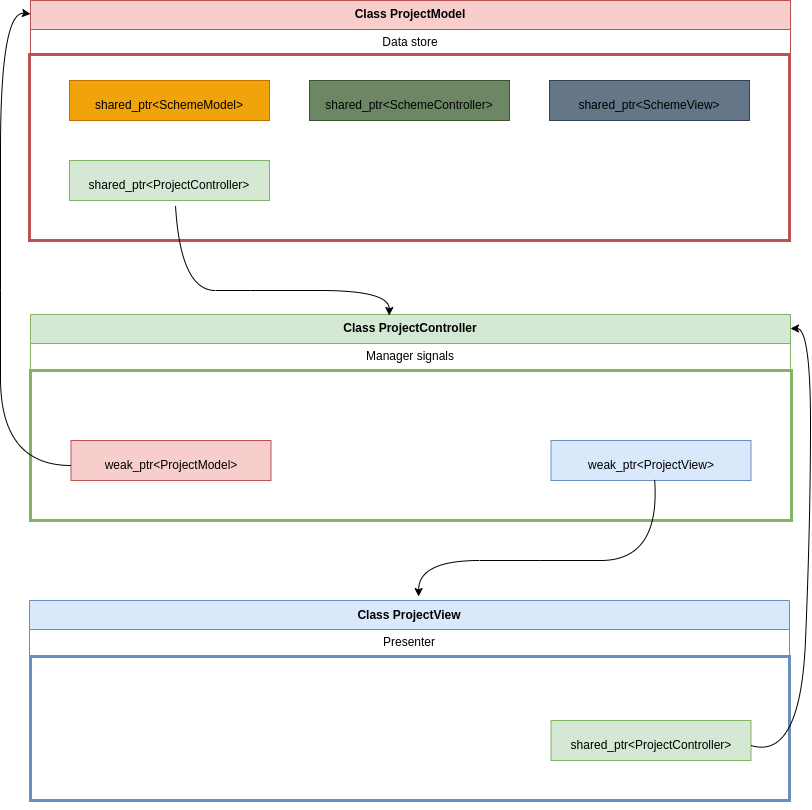 Class ProjectModel
Data store
shared_ptr<SchemeModel>
shared_ptr<SchemeController>
shared_ptr<SchemeView>
shared_ptr<ProjectController>
Class ProjectController
Manager signals
weak_ptr<ProjectModel>
weak_ptr<ProjectView>
Class ProjectView
Presenter
shared_ptr<ProjectController>